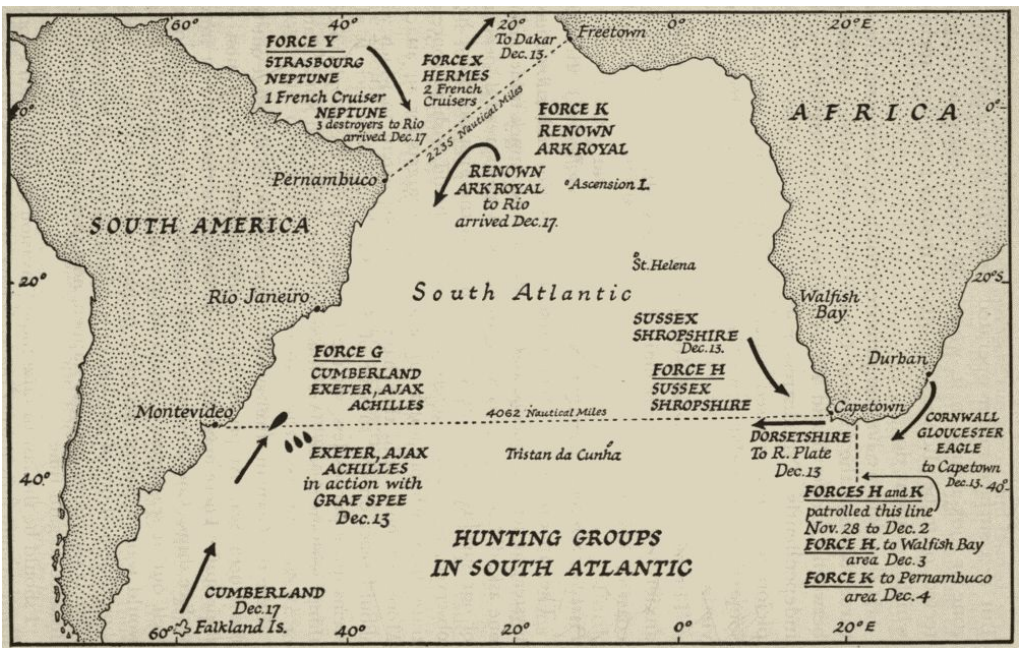 60°
40°
20°
0°
20°E
FORCE Y
STRASBOURG
NEPTUNE
1 French Cruiser
NEPTUNE
3 destroyers to Rio
arrived Dec.17
FORCE X
HERMES
2 French
Cruisers
To Dakar
Dec.13.
Freetown
2235 Nautical Miles
FORCE K
RENOWN
ARK ROYAL
AFRICA
0°
0°
Pernambuco
RENOWN
ARK ROYAL
to Rio
arrived Dec.17.
Ascension I.
SOUTH AMERICA
St. Helena
20°
20°S
Rio Janeiro
South Atlantic
Walfish
Bay
SUSSEX
SHROPSHIRE
Dec.13.
FORCE H
SUSSEX
SHROPSHIRE
Durban
FORCE G
CUMBERLAND
EXETER, AJAX
ACHILLES
Montevideo
4062 Nautical Miles
Capetown
DORSETSHIRE
To R. Plate
Dec.13
CORNWALL
GLOUCESTER
EAGLE
to Capetown
Dec.13.
EXETER, AJAX
ACHILLES
in action with
GRAF SPEE
Dec.13
Tristan da Cunha
40°
40°
FORCES H and K
patrolled this line
Nov. 28 to Dec. 2
FORCE H, to Walfish Bay
area Dec. 3
FORCE K to Pernambuco
area Dec. 4
HUNTING GROUPS
IN SOUTH ATLANTIC
CUMBERLAND
Dec.17
Falkland Is.
60°
40°
20°
0°
20°E